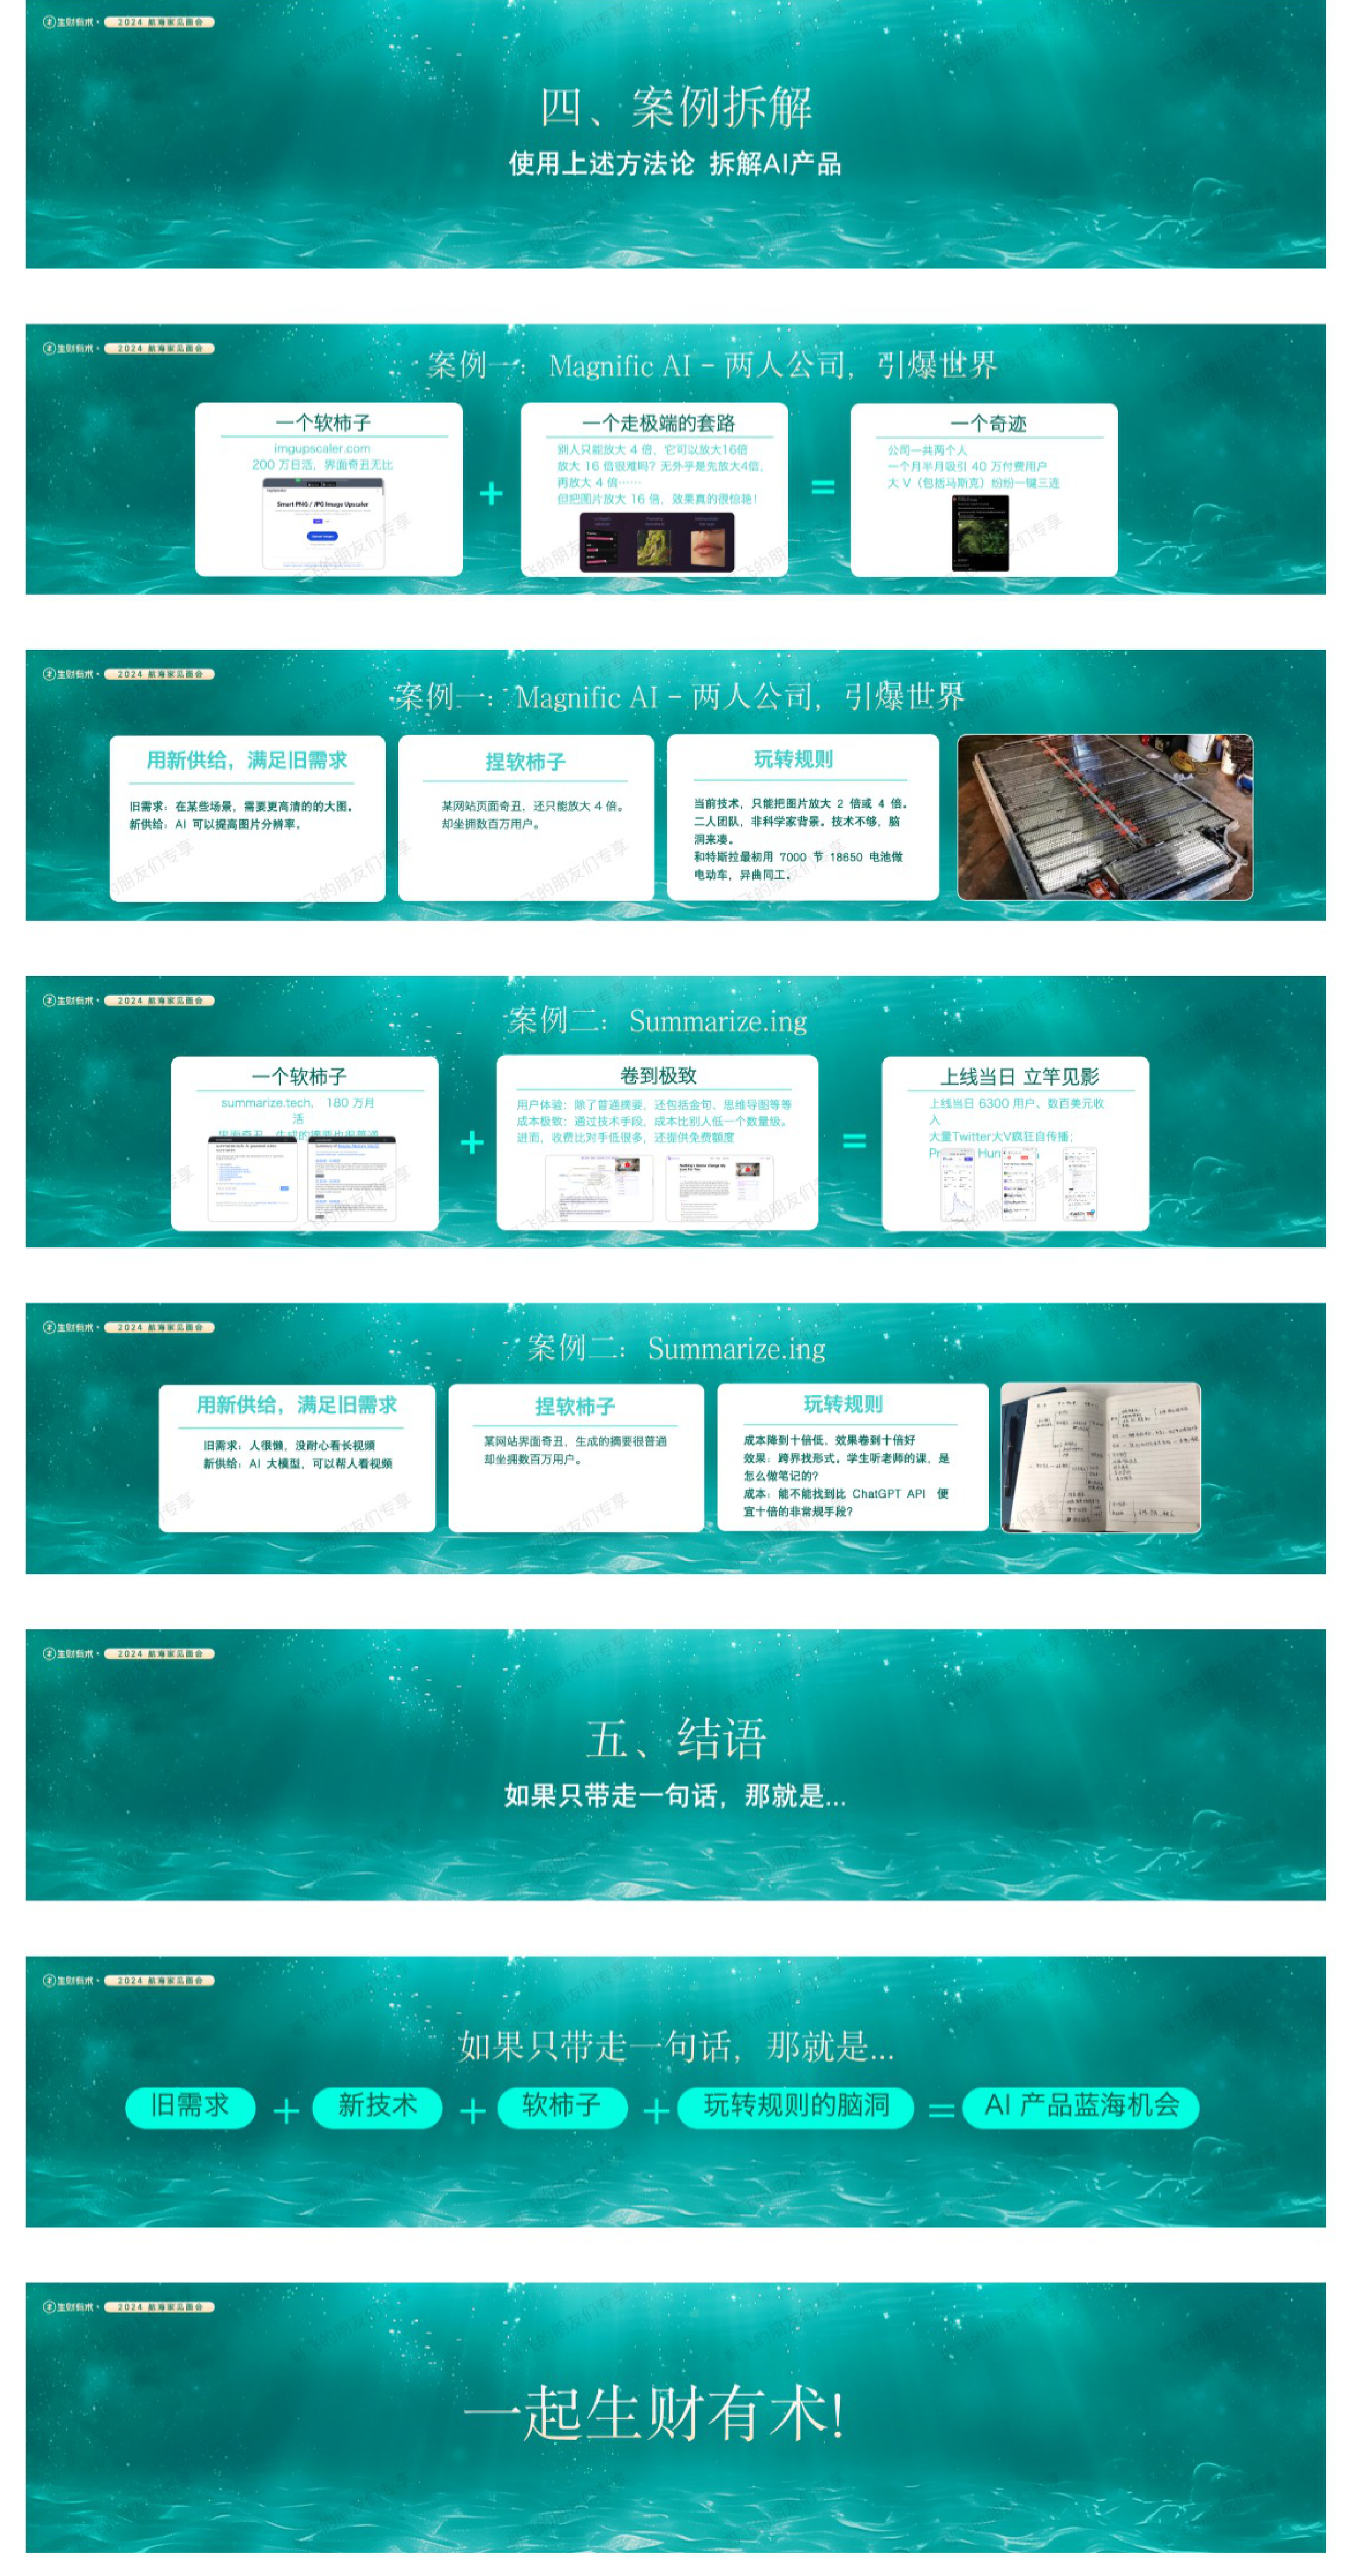 生财有术 · 2024 航海家见面会
四、案例拆解
使用上述方法论 拆解AI产品
生财有术 · 2024 航海家见面会
案例一：Magnific AI - 两人公司，引爆世界
一个软柿子
imgupscaler.com
200 万日活，界面奇丑无比
Smart PNG / JPG Image Upscaler
+
一个走极端的套路
别人只能放大 4 倍，它可以放大16倍
放大 16 倍很难吗？无外乎是先放大4倍，
再放大 4 倍……
但把图片放大 16 倍，效果真的很惊艳！
=
一个奇迹
公司一共两个人
一个月半月吸引 40 万付费用户
大 V（包括马斯克）纷纷一键三连
生财有术 · 2024 航海家见面会
案例一：Magnific AI - 两人公司，引爆世界
用新供给，满足旧需求
旧需求：在某些场景，需要更高清的的大图。
新供给：AI 可以提高图片分辨率。
捏软柿子
某网站页面奇丑，还只能放大 4 倍。
却坐拥数百万用户。
玩转规则
当前技术，只能把图片放大 2 倍或 4 倍。
二人团队，非科学家背景。技术不够，脑
洞来凑。
和特斯拉最初用 7000 节 18650 电池做
电动车，异曲同工。
生财有术 · 2024 航海家见面会
案例二：Summarize.ing
一个软柿子
summarize.tech， 180 万月
活
界面奇丑，生成的摘要也很普通
+
卷到极致
用户体验：除了普通摘要，还包括金句、思维导图等等
成本极致：通过技术手段，成本比别人低一个数量级。
进而，收费比对手低很多，还提供免费额度
=
上线当日 立竿见影
上线当日 6300 用户、数百美元收
入
大量Twitter大V疯狂自传播；
生财有术 · 2024 航海家见面会
案例二：Summarize.ing
用新供给，满足旧需求
旧需求：人很懒，没耐心看长视频
新供给：AI 大模型，可以帮人看视频
捏软柿子
某网站界面奇丑，生成的摘要很普通
却坐拥数百万用户。
玩转规则
成本降到十倍低、效果卷到十倍好
效果：跨界找形式。学生听老师的课，是
怎么做笔记的？
成本：能不能找到比 ChatGPT API 便
宜十倍的非常规手段？
生财有术 · 2024 航海家见面会
五、结语
如果只带走一句话，那就是...
生财有术 · 2024 航海家见面会
如果只带走一句话，那就是...
旧需求 + 新技术 + 软柿子 + 玩转规则的脑洞 = AI 产品蓝海机会
生财有术 · 2024 航海家见面会
一起生财有术!